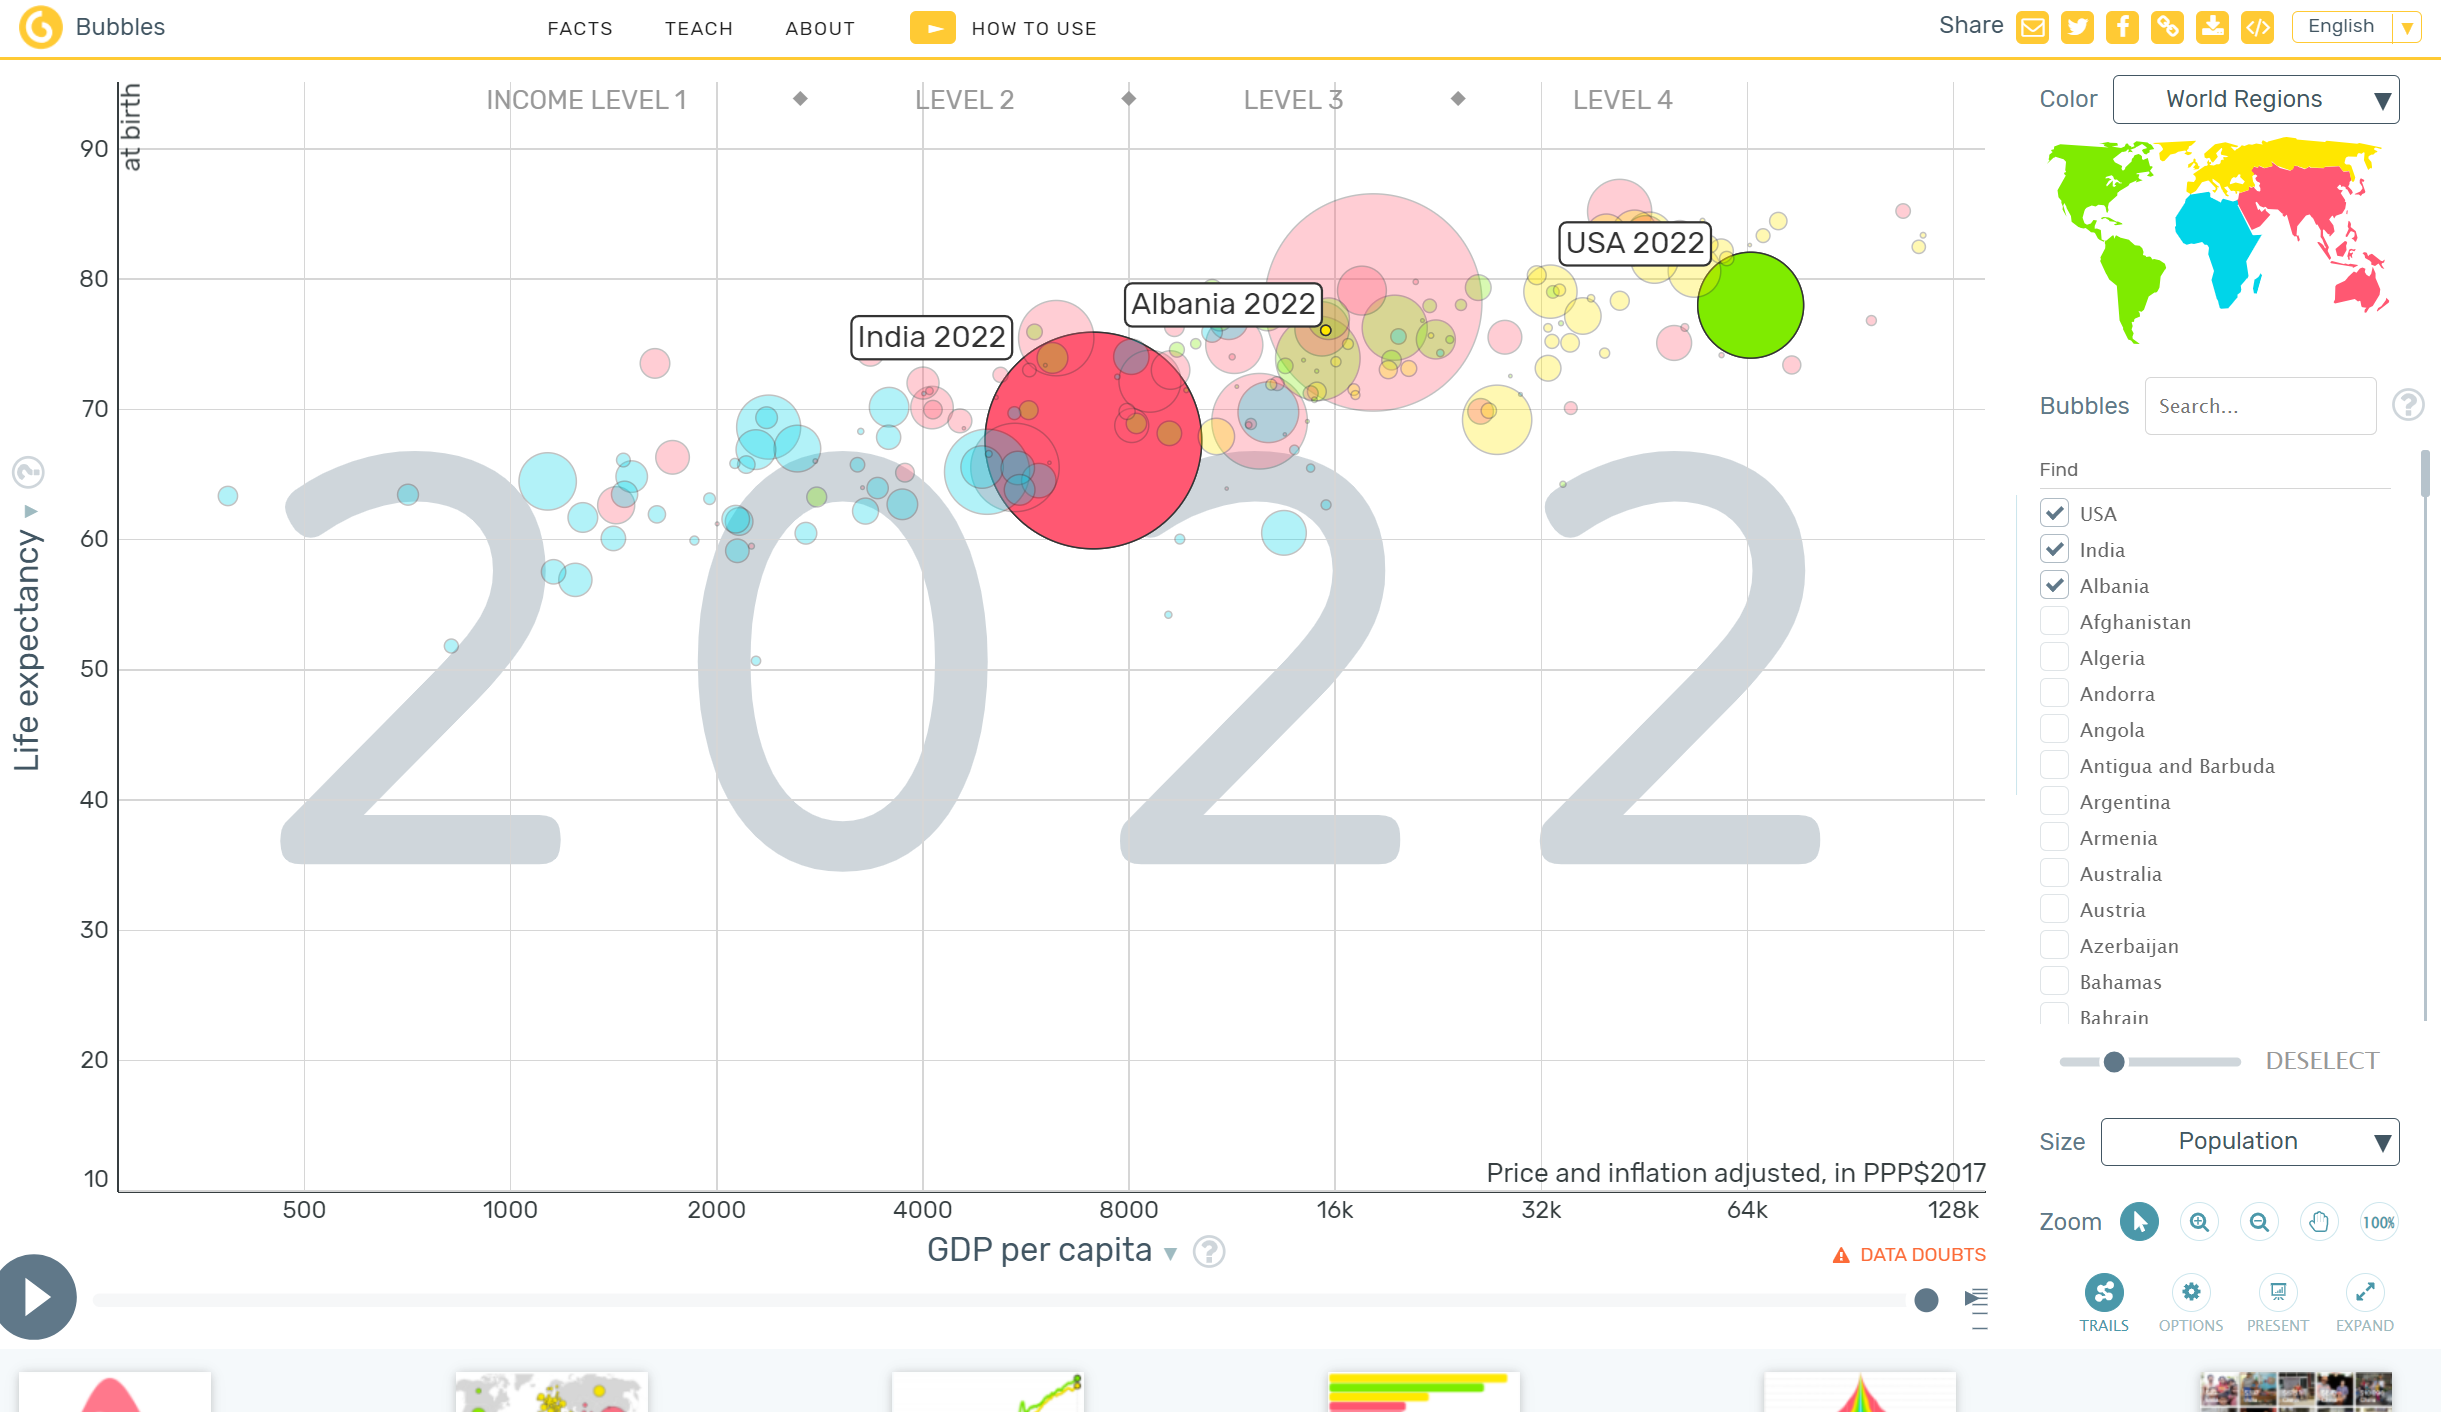 Bubbles
FACTS
TEACH
ABOUT
HOW TO USE
Share
English
INCOME LEVEL 1
LEVEL 2
LEVEL 3
LEVEL 4
at birth
Life expectancy
?
90
80
70
60
50
40
30
20
10
2022
India 2022
Albania 2022
USA 2022
Price and inflation adjusted, in PPP$2017
500
1000
2000
4000
8000
16k
32k
64k
128k
GDP per capita
?
DATA DOUBTS
Color
World Regions
Bubbles
Search...
?
Find
USA
India
Albania
Afghanistan
Algeria
Andorra
Angola
Antigua and Barbuda
Argentina
Armenia
Australia
Austria
Azerbaijan
Bahamas
Bahrain
DESELECT
Size
Population
Zoom
100%
TRAILS
OPTIONS
PRESENT
EXPAND